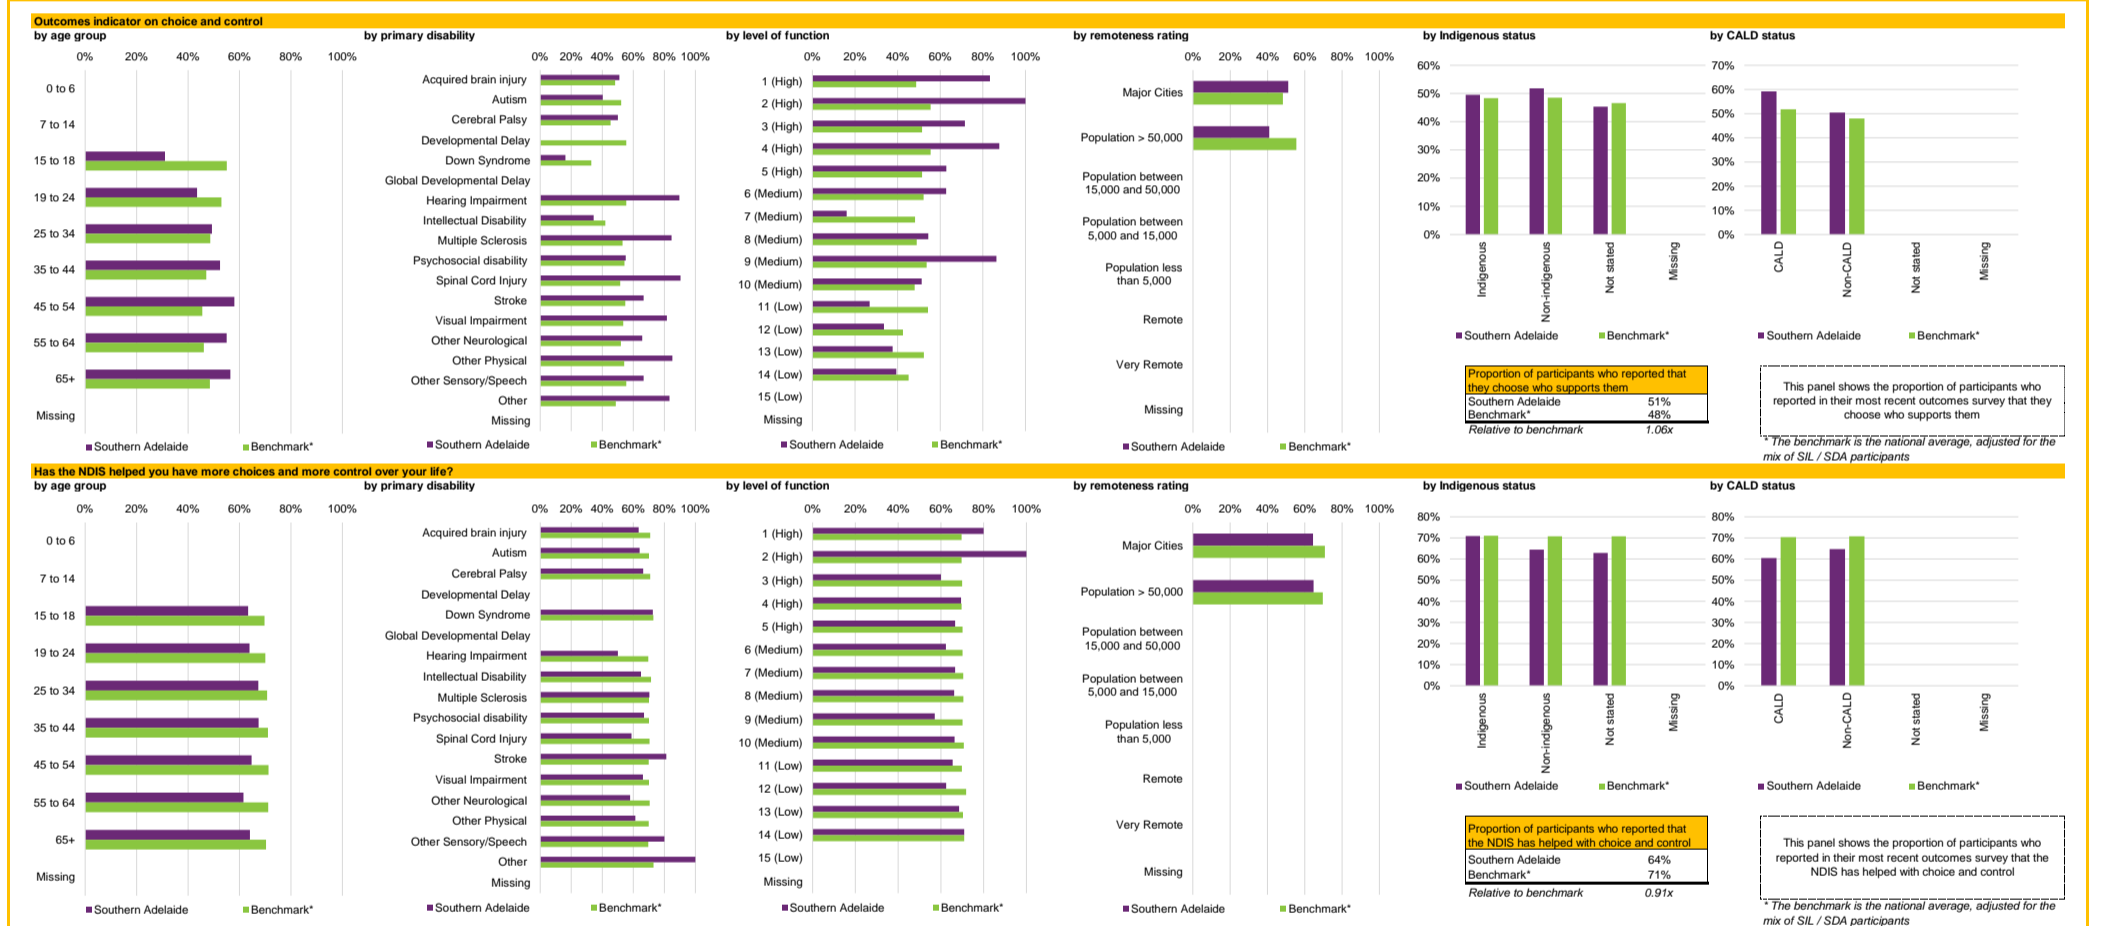 Outcomes indicator on choice and control
by age group
0% 20% 40% 60% 80% 100%
0 to 6
7 to 14
15 to 18
19 to 24
25 to 34
35 to 44
45 to 54
55 to 64
65+
Missing
Southern Adelaide Benchmark*
by primary disability
0% 20% 40% 60% 80% 100%
Acquired brain injury
Autism
Cerebral Palsy
Developmental Delay
Down Syndrome
Global Developmental Delay
Hearing Impairment
Intellectual Disability
Multiple Sclerosis
Psychosocial disability
Spinal Cord Injury
Stroke
Visual Impairment
Other Neurological
Other Physical
Other Sensory/Speech
Other
Missing
Southern Adelaide Benchmark*
by level of function
0% 20% 40% 60% 80% 100%
1 (High)
2 (High)
3 (High)
4 (High)
5 (High)
6 (Medium)
7 (Medium)
8 (Medium)
9 (Medium)
10 (Medium)
11 (Low)
12 (Low)
13 (Low)
14 (Low)
15 (Low)
Missing
Southern Adelaide Benchmark*
by remoteness rating
0% 20% 40% 60% 80% 100%
Major Cities
Population > 50,000
Population between
15,000 and 50,000
Population between
5,000 and 15,000
Population less
than 5,000
Remote
Very Remote
Missing
Southern Adelaide Benchmark*
by Indigenous status
60%
50%
40%
30%
20%
10%
0%
Indigenous
Non-indigenous
Not stated
Missing
Southern Adelaide Benchmark*
by CALD status
70%
60%
50%
40%
30%
20%
10%
0%
CALD
Non-CALD
Not stated
Missing
Southern Adelaide Benchmark*
Proportion of participants who reported that
they choose who supports them
Southern Adelaide 51%
Benchmark* 48%
Relative to benchmark 1.06x
This panel shows the proportion of participants who
reported in their most recent outcomes survey that they
choose who supports them
* The benchmark is the national average, adjusted for the
mix of SIL / SDA participants
Has the NDIS helped you have more choices and more control over your life?
by age group
0% 20% 40% 60% 80% 100%
0 to 6
7 to 14
15 to 18
19 to 24
25 to 34
35 to 44
45 to 54
55 to 64
65+
Missing
Southern Adelaide Benchmark*
by primary disability
0% 20% 40% 60% 80% 100%
Acquired brain injury
Autism
Cerebral Palsy
Developmental Delay
Down Syndrome
Global Developmental Delay
Hearing Impairment
Intellectual Disability
Multiple Sclerosis
Psychosocial disability
Spinal Cord Injury
Stroke
Visual Impairment
Other Neurological
Other Physical
Other Sensory/Speech
Other
Missing
Southern Adelaide Benchmark*
by level of function
0% 20% 40% 60% 80% 100%
1 (High)
2 (High)
3 (High)
4 (High)
5 (High)
6 (Medium)
7 (Medium)
8 (Medium)
9 (Medium)
10 (Medium)
11 (Low)
12 (Low)
13 (Low)
14 (Low)
15 (Low)
Missing
Southern Adelaide Benchmark*
by remoteness rating
0% 20% 40% 60% 80% 100%
Major Cities
Population > 50,000
Population between
15,000 and 50,000
Population between
5,000 and 15,000
Population less
than 5,000
Remote
Very Remote
Missing
Southern Adelaide Benchmark*
by Indigenous status
80%
70%
60%
50%
40%
30%
20%
10%
0%
Indigenous
Non-indigenous
Not stated
Missing
Southern Adelaide Benchmark*
by CALD status
80%
70%
60%
50%
40%
30%
20%
10%
0%
CALD
Non-CALD
Not stated
Missing
Southern Adelaide Benchmark*
Proportion of participants who reported that
the NDIS has helped with choice and control
Southern Adelaide 64%
Benchmark* 71%
Relative to benchmark 0.91x
This panel shows the proportion of participants who
reported in their most recent outcomes survey that the
NDIS has helped with choice and control
* The benchmark is the national average, adjusted for the
mix of SIL / SDA participants